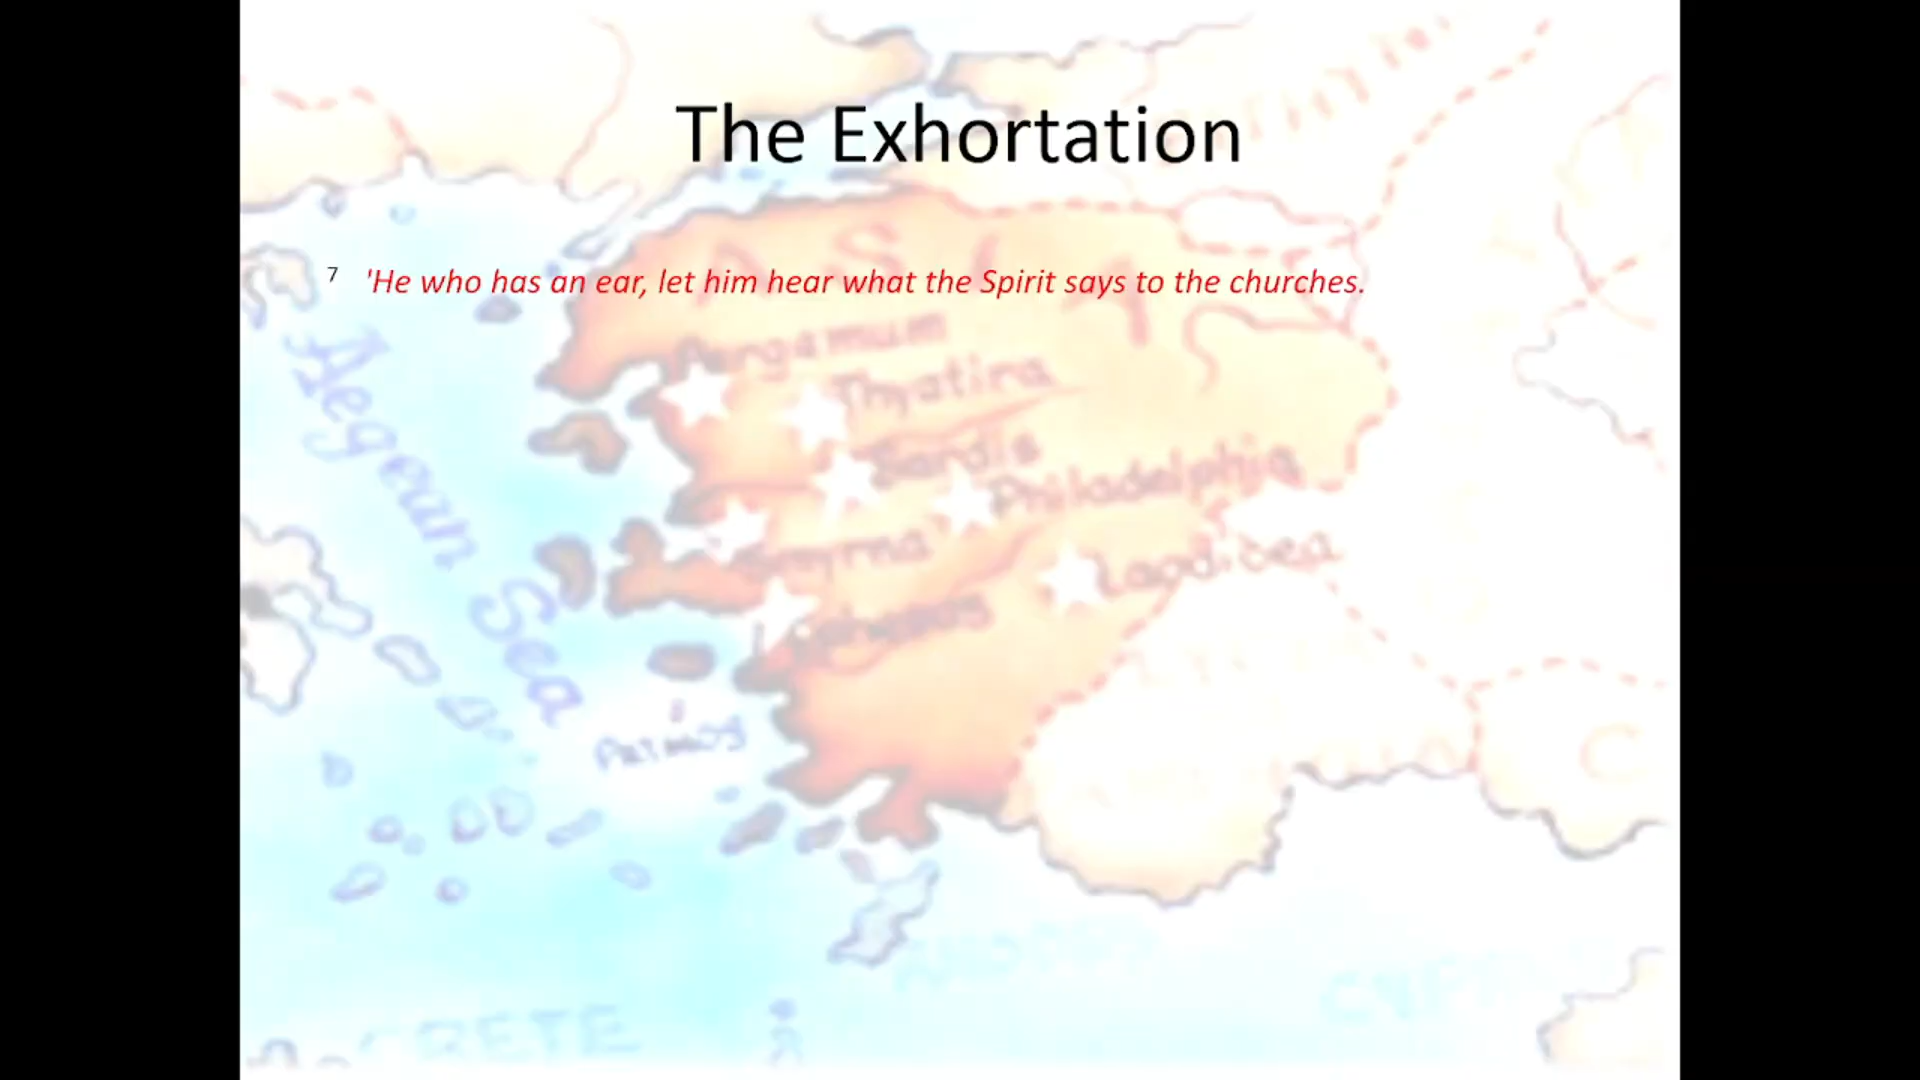 The Exhortation
7 'He who has an ear, let him hear what the Spirit says to the churches.
ASIA
Pergamum
Thyatira
Sardis
Philadelphia
Smyrna
Laodicea
Aegean Sea
Patmos
CRETE